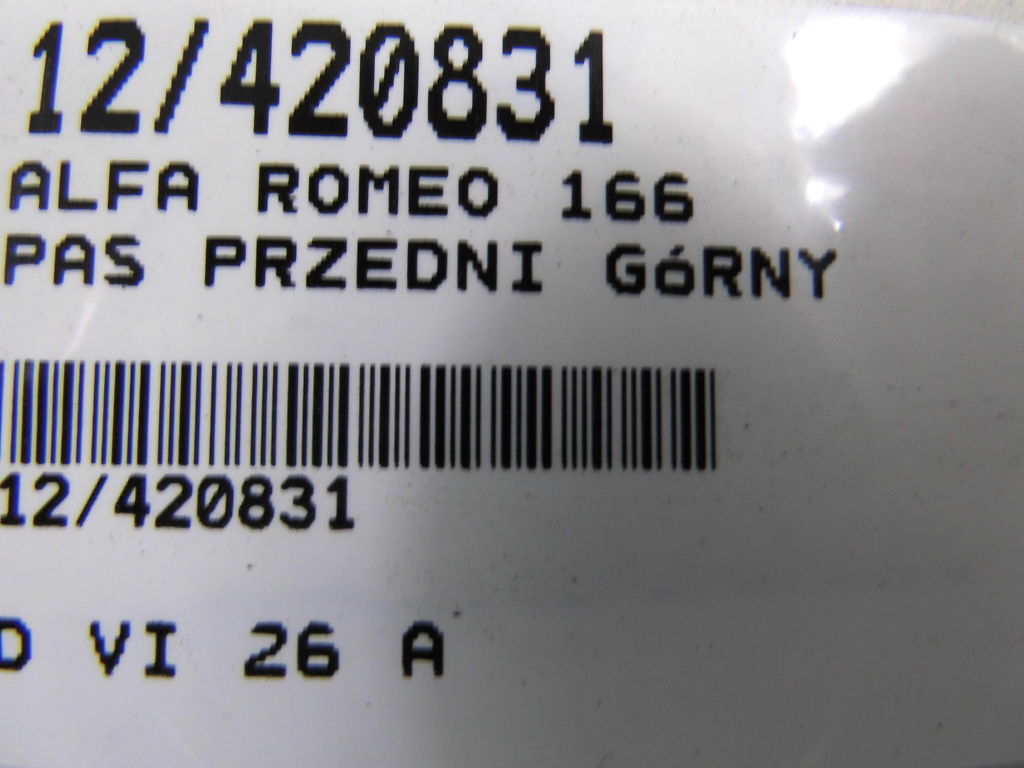 12/420831
ALFA ROMEO 166
PAS PRZEDNI GóRNY
12/420831
D VI 26 A